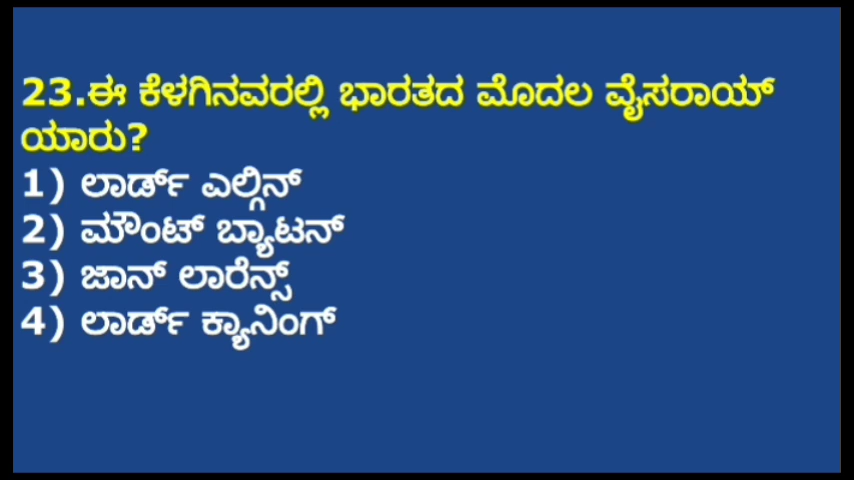 23.ಈ ಕೆಳಗಿನವರಲ್ಲಿ ಭಾರತದ ಮೊದಲ ವೈಸರಾಯ್
ಯಾರು?
1) ಲಾರ್ಡ್ ಎಲ್ಗಿನ್
2) ಮೌಂಟ್ ಬ್ಯಾಟನ್
3) ಜಾನ್ ಲಾರೆನ್ಸ್
4) ಲಾರ್ಡ್ ಕ್ಯಾನಿಂಗ್